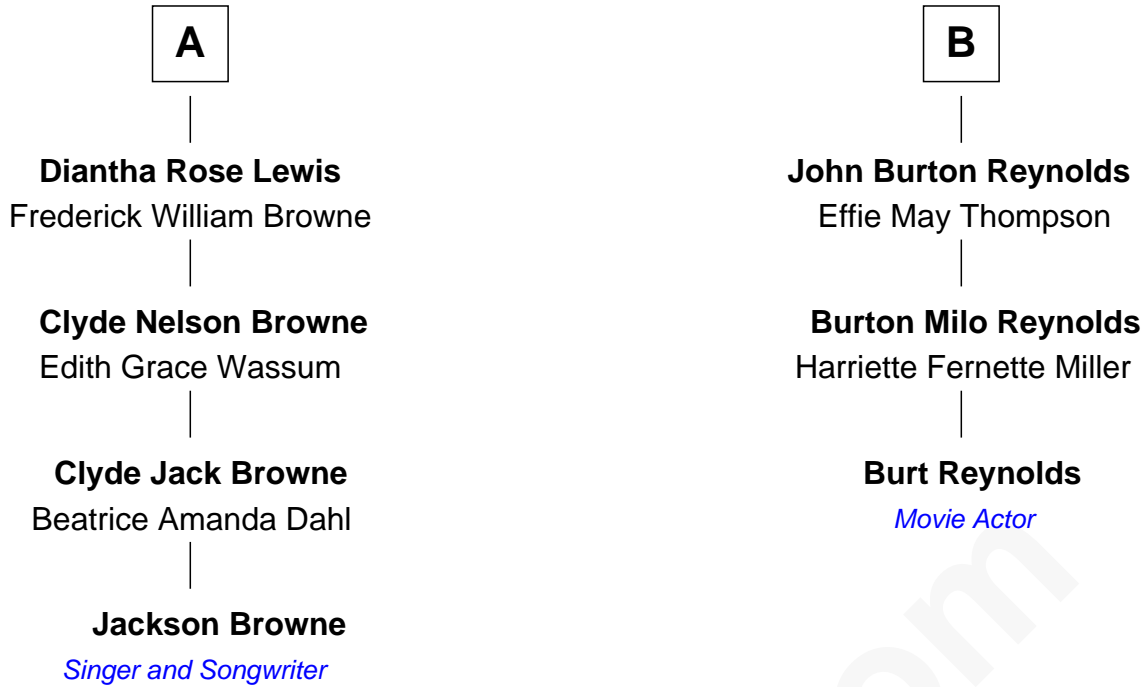 A
Diantha Rose Lewis
Frederick William Browne
Clyde Nelson Browne
Edith Grace Wassum
Clyde Jack Browne
Beatrice Amanda Dahl
Jackson Browne
Singer and Songwriter
B
John Burton Reynolds
Effie May Thompson
Burton Milo Reynolds
Harriette Fernette Miller
Burt Reynolds
Movie Actor
om